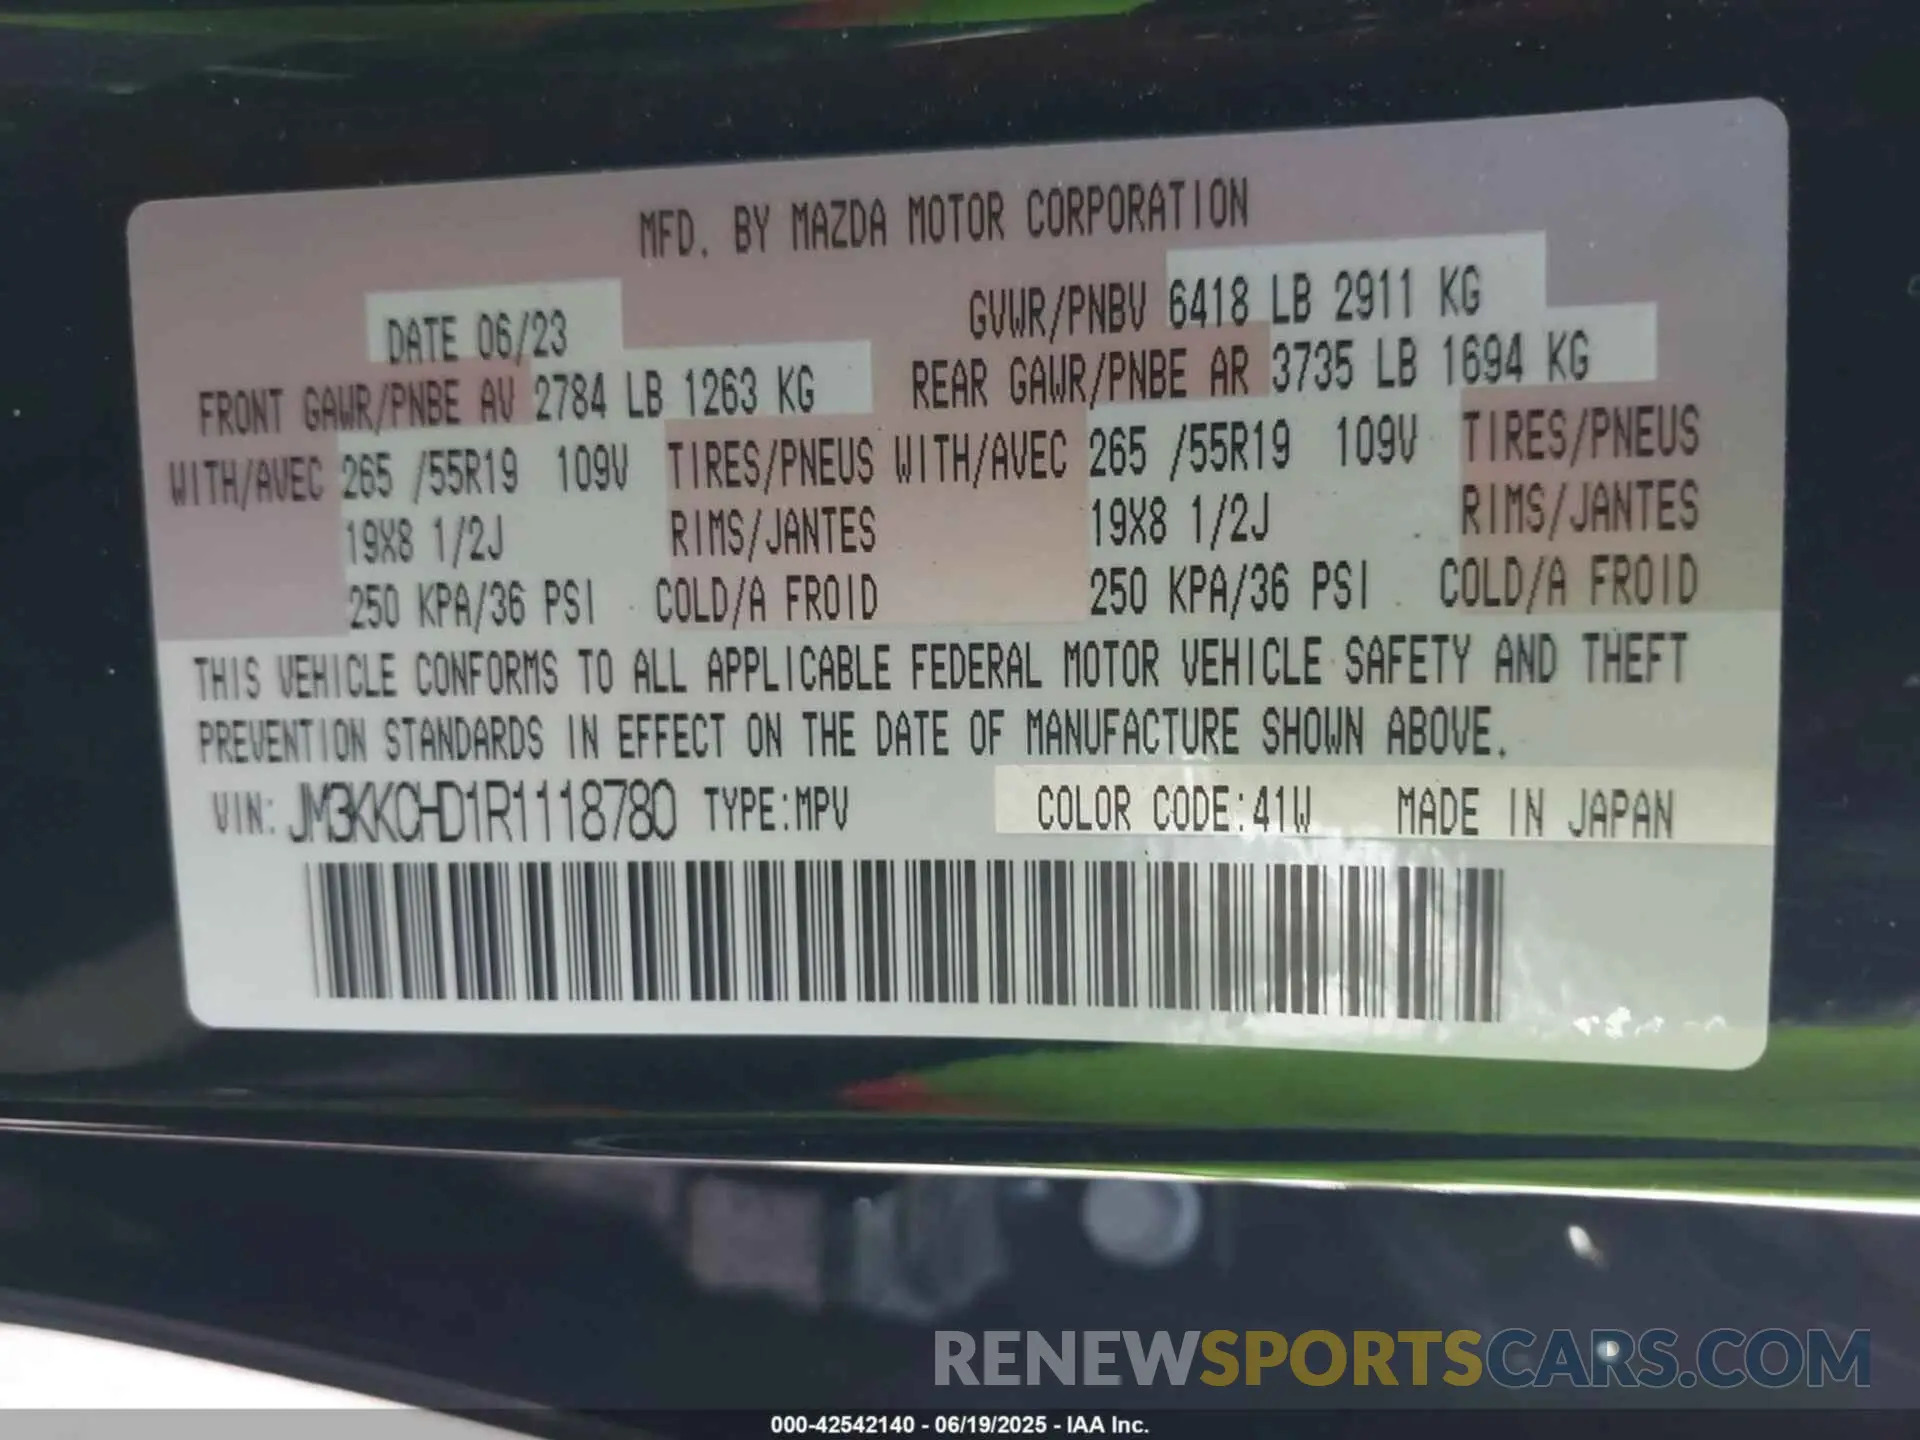 MFD. BY MAZDA MOTOR CORPORATION
DATE 06/23
GVWR/PNBV 6418 LB 2911 KG
FRONT GAWR/PNBE AV 2784 LB 1263 KG
REAR GAWR/PNBE AR 3735 LB 1694 KG
WITH/AVEC 265 /55R19 109V TIRES/PNEUS WITH/AVEC 265 /55R19 109V TIRES/PNEUS
19X8 1/2J RIMS/JANTES 19X8 1/2J RIMS/JANTES
250 KPA/36 PSI COLD/A FROID 250 KPA/36 PSI COLD/A FROID
THIS VEHICLE CONFORMS TO ALL APPLICABLE FEDERAL MOTOR VEHICLE SAFETY AND THEFT
PREVENTION STANDARDS IN EFFECT ON THE DATE OF MANUFACTURE SHOWN ABOVE.
VIN: JM3KKCHD1R1118780 TYPE:MPV COLOR CODE:41W MADE IN JAPAN
RENEWSPORTSCARS.COM
000-42542140 - 06/19/2025 - IAA Inc.